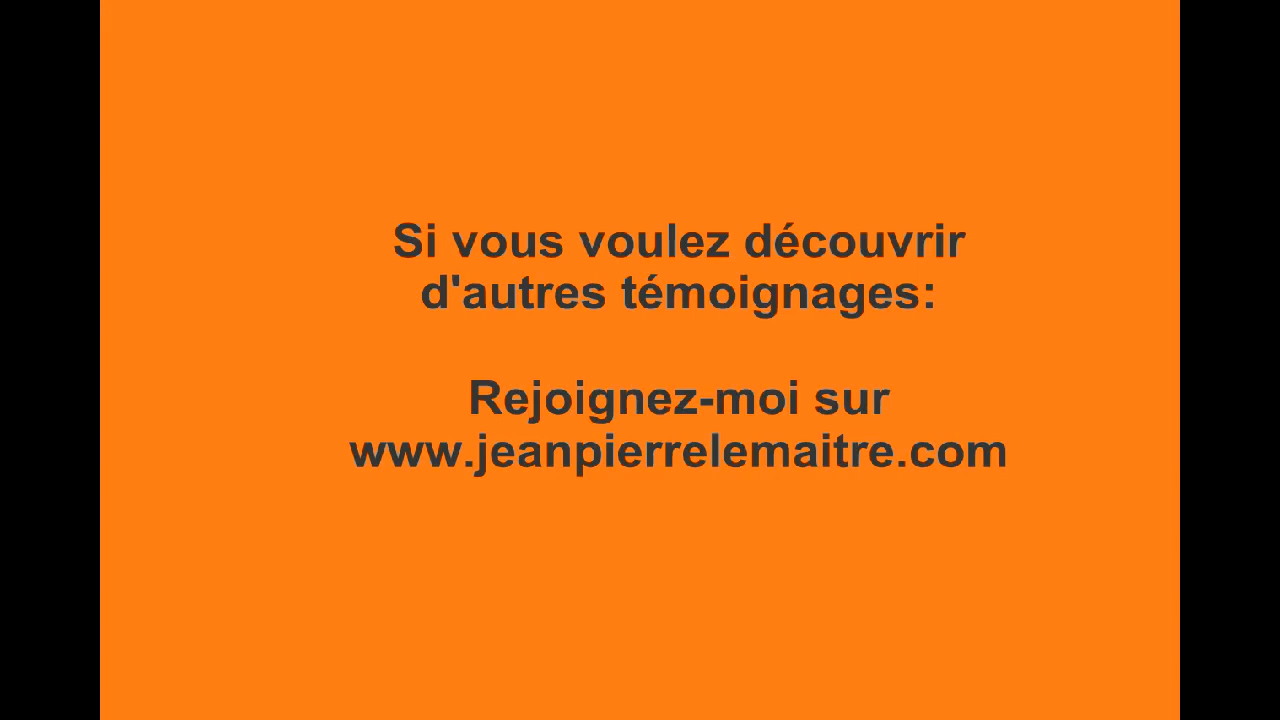 Si vous voulez découvrir
d'autres témoignages:
Rejoignez-moi sur
www.jeanpierrelemaitre.com